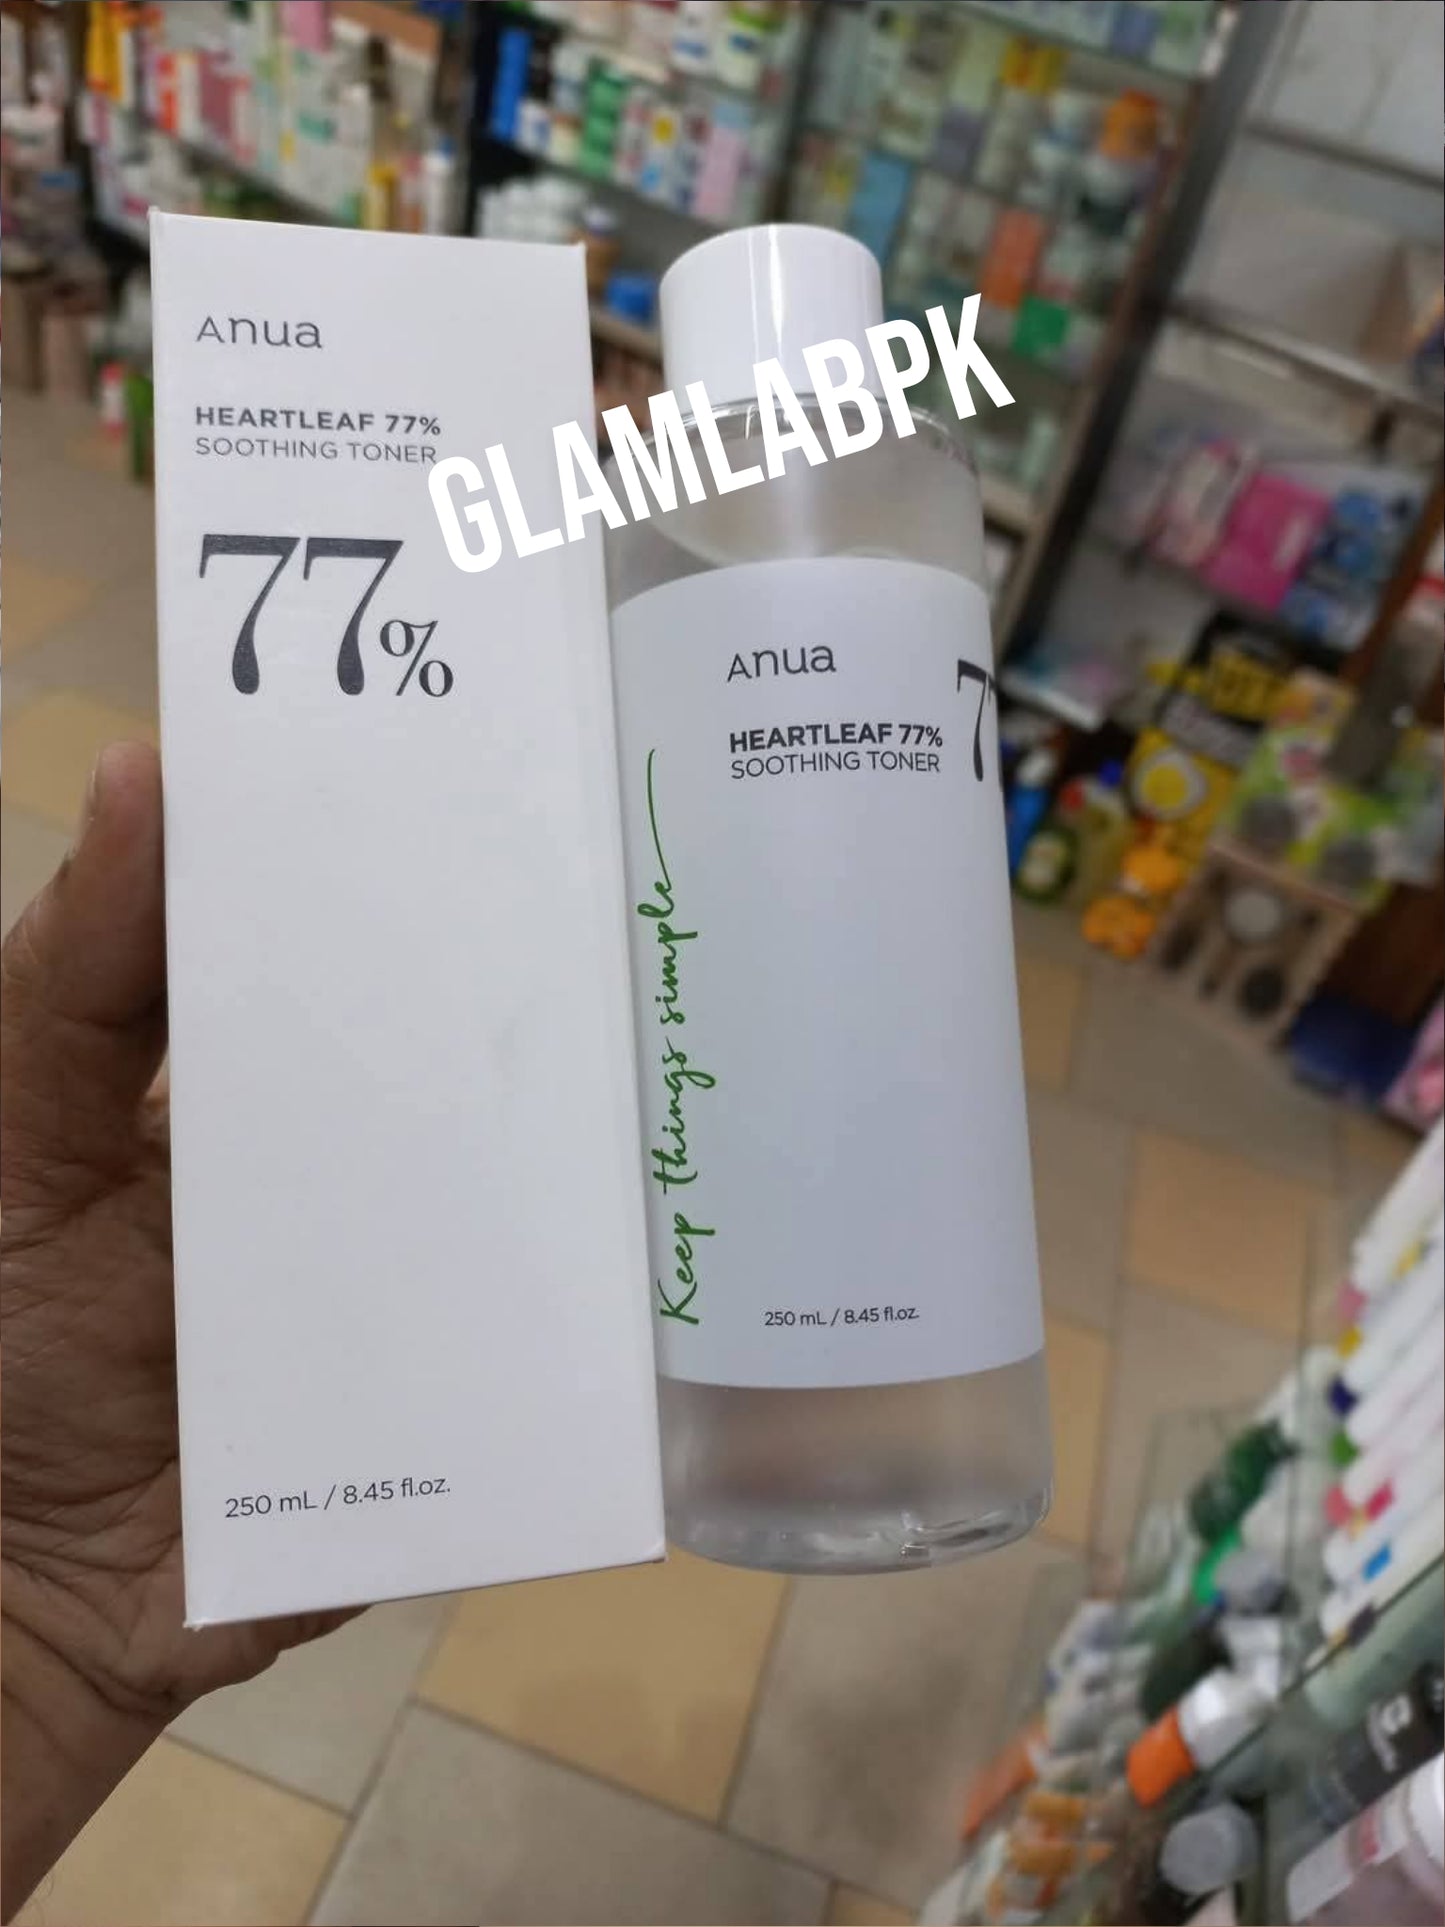 Anua
HEARTLEAF 77%
SOOTHING TONER
77%
250 mL / 8.45 fl.oz.
GLAMLABPK
Anua
HEARTLEAF 77%
SOOTHING TONER
77
Keep things simple
250 mL / 8.45 fl.oz.